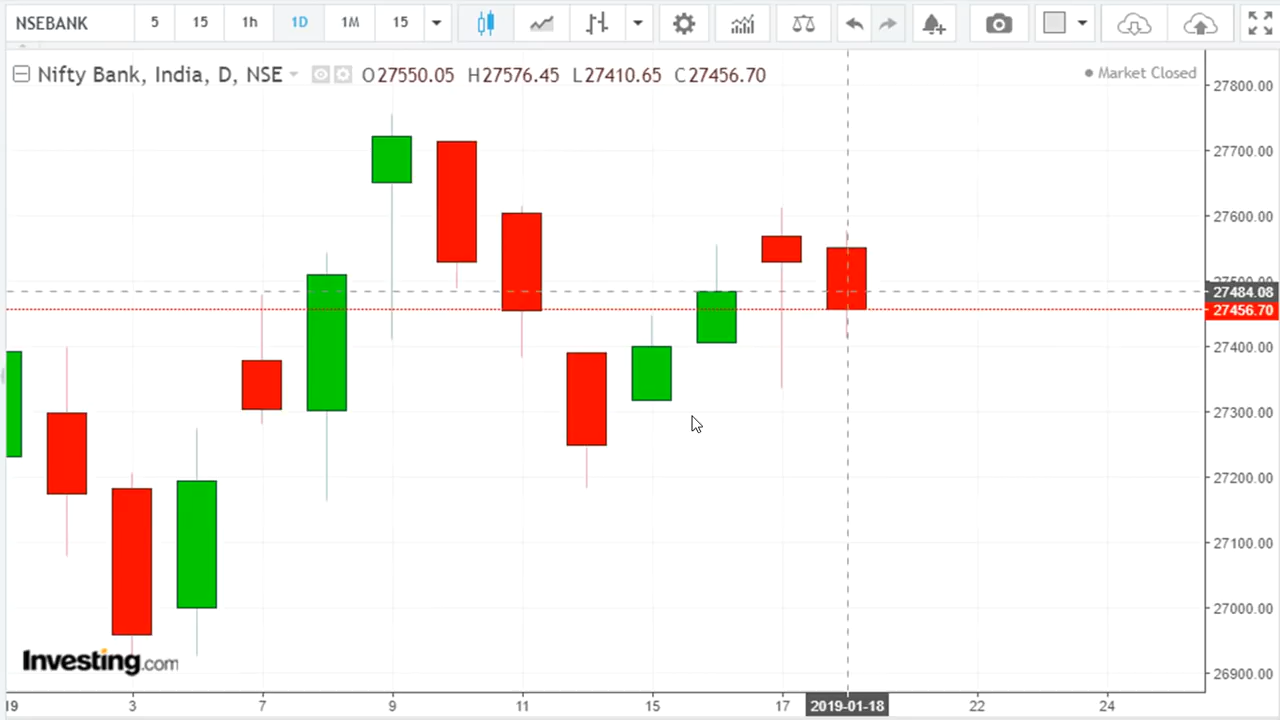 NSEBANK 5 15 1h 1D 1M 15
Nifty Bank, India, D, NSE O27550.05 H27576.45 L27410.65 C27456.70
Market Closed
27800.00
27700.00
27600.00
27500.00
27484.08
27456.70
27400.00
27300.00
27200.00
27100.00
27000.00
26900.00
Investing.com
19 3 7 9 11 15 17 2019-01-18 22 24